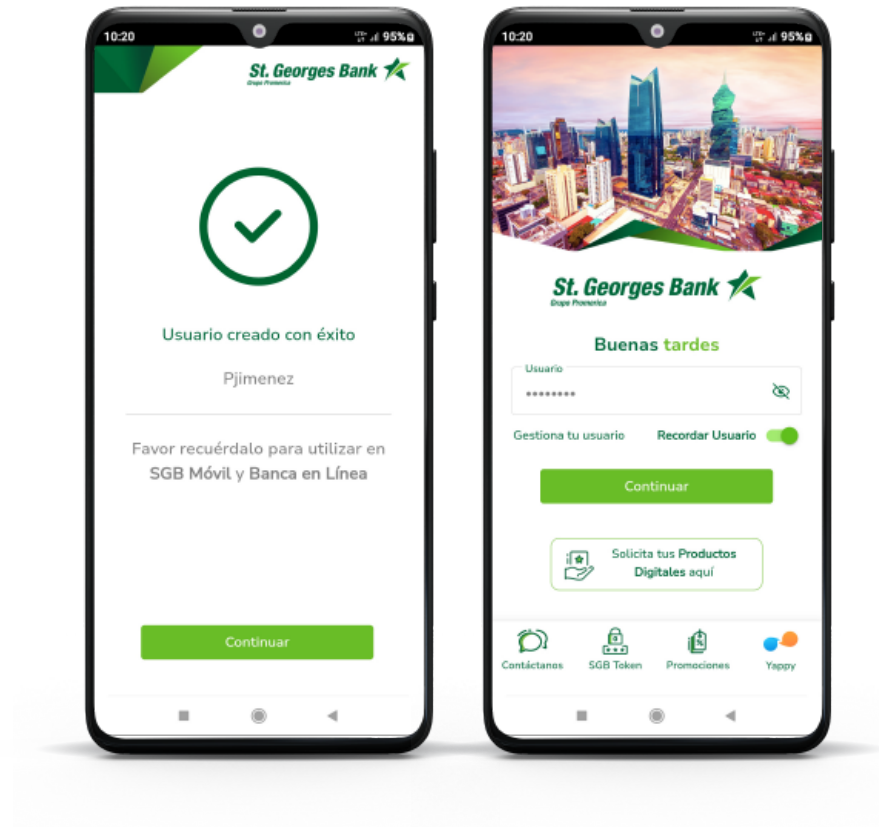 10:20
95%
St. Georges Bank
Grupo Promerica
Usuario creado con éxito
Pjimenez
Favor recuérdalo para utilizar en
SGB Móvil y Banca en Línea
Continuar
10:20
95%
St. Georges Bank
Grupo Promerica
Buenas tardes
Usuario
••••••••
Gestiona tu usuario Recordar Usuario
Continuar
Solicita tus Productos
Digitales aquí
Contáctanos SGB Token Promociones Yappy